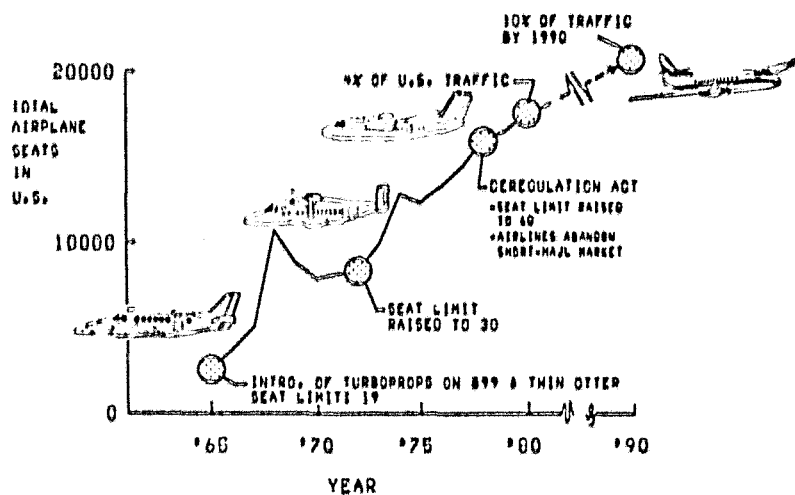 30% OF TRAFFIC
BY 1990
20000
4% OF U.S. TRAFFIC
TOTAL
AIRPLANE
SEATS
IN
U.S.
DEREGULATION ACT
*SEAT LIMIT RAISED
TO 60
*AIRLINES ABANDON
SHORT-HAUL MARKET
10000
SEAT LIMIT
RAISED TO 30
INTRO. OF TURBOPROPS ON B99 & TWIN OTTER
SEAT LIMIT: 19
0
'65 '70 '75 '80 '90
YEAR